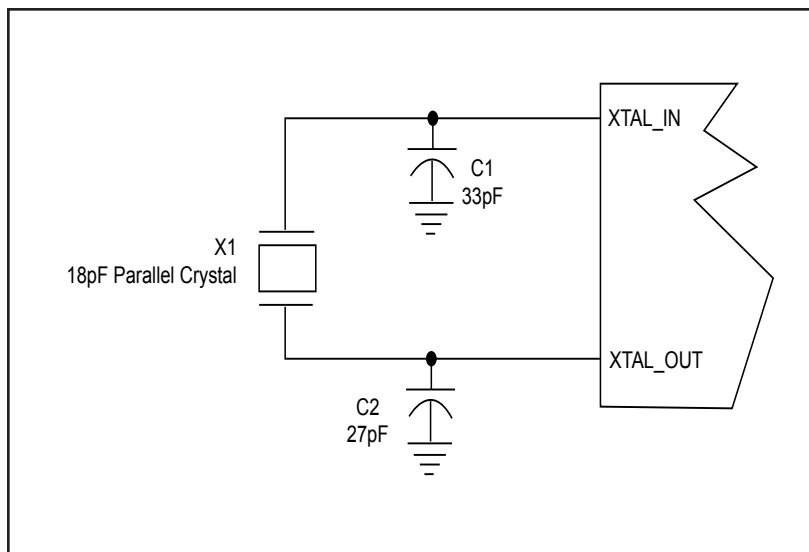 XTAL_IN
C1
33pF
X1
18pF Parallel Crystal
XTAL_OUT
C2
27pF